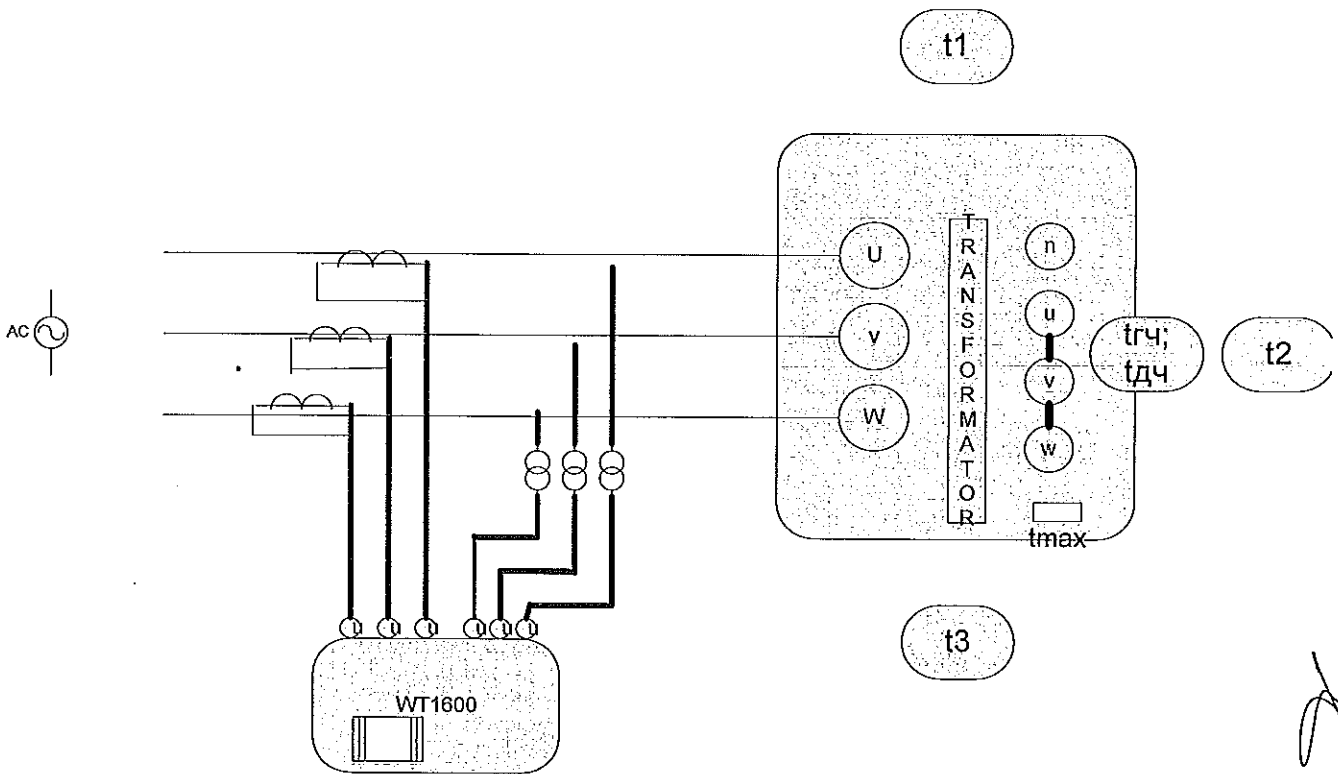 t1
AC
U
v
W
TRANSFORMATOR
n
u
v
w
tmax
tгч;
tдч
t2
t3
u
u
u
u
u
u
WT1600